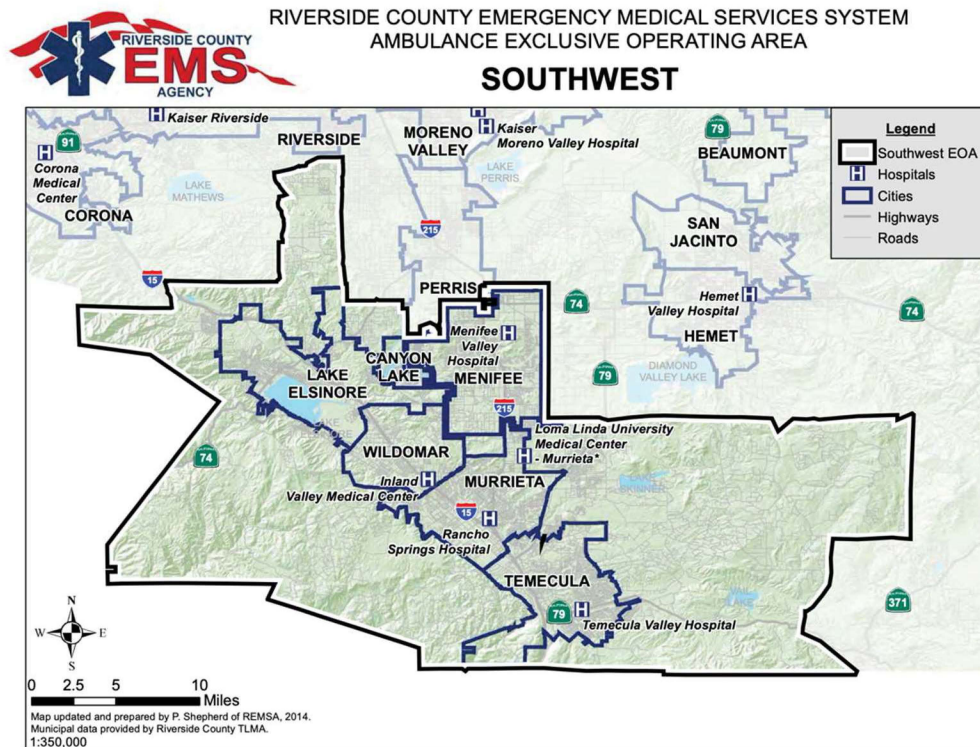 RIVERSIDE COUNTY EMERGENCY MEDICAL SERVICES SYSTEM
AMBULANCE EXCLUSIVE OPERATING AREA
SOUTHWEST
RIVERSIDE COUNTY
EMS
AGENCY
Kaiser Riverside
91
Corona
Medical
Center
CORONA
LAKE
MATHEWS
RIVERSIDE
MORENO
VALLEY
Kaiser
Moreno Valley Hospital
LAKE
PERRIS
79
BEAUMONT
Legend
Southwest EOA
Hospitals
Cities
Highways
Roads
215
SAN
JACINTO
15
PERRIS
74
Hemet
Valley Hospital
HEMET
74
Menifee
Valley
Hospital
CANYON
LAKE
MENIFEE
LAKE
ELSINORE
79
DIAMOND
VALLEY LAKE
215
Loma Linda University
Medical Center
- Murrieta*
74
WILDOMAR
Inland
Valley Medical Center
MURRIETA
SKINNER
15
Rancho
Springs Hospital
TEMECULA
79
Temecula Valley Hospital
LAKE
371
N
W E
S
0 2.5 5 10
Miles
Map updated and prepared by P. Shepherd of REMSA, 2014.
Municipal data provided by Riverside County TLMA.
1:350,000